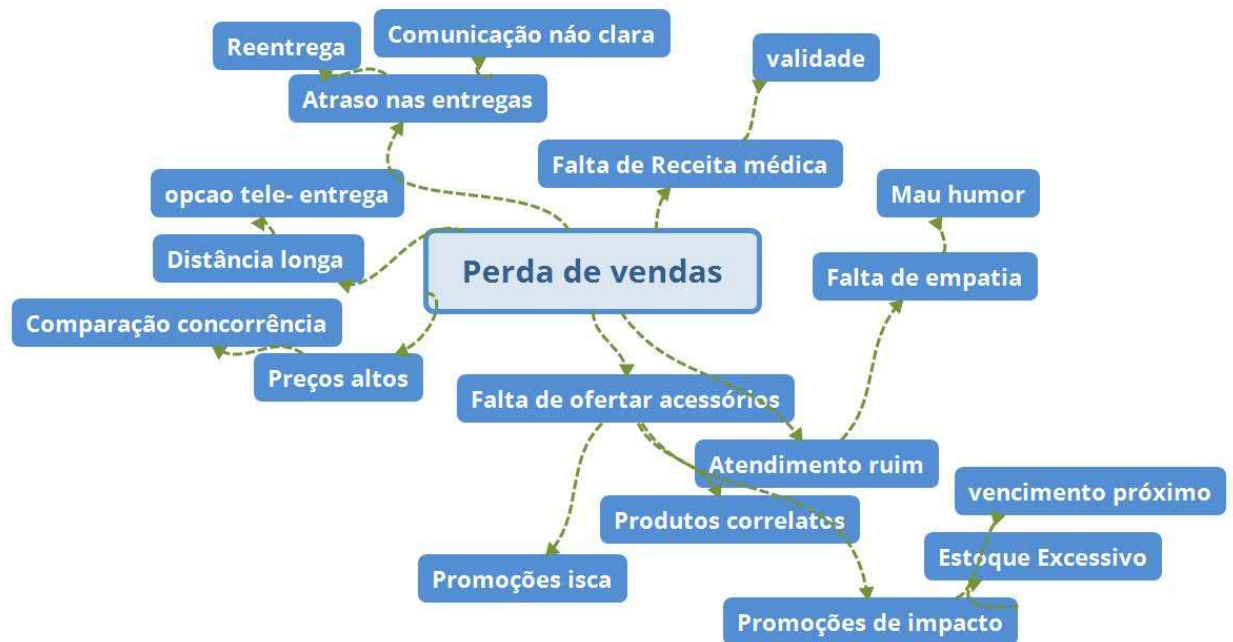 Comunicação náo clara
Reentrega
validade
Atraso nas entregas
Falta de Receita médica
opcao tele- entrega
Mau humor
Distância longa
Perda de vendas
Falta de empatia
Comparação concorrência
Preços altos
Falta de ofertar acessórios
Atendimento ruim
vencimento próximo
Produtos correlatos
Estoque Excessivo
Promoções isca
Promoções de impacto